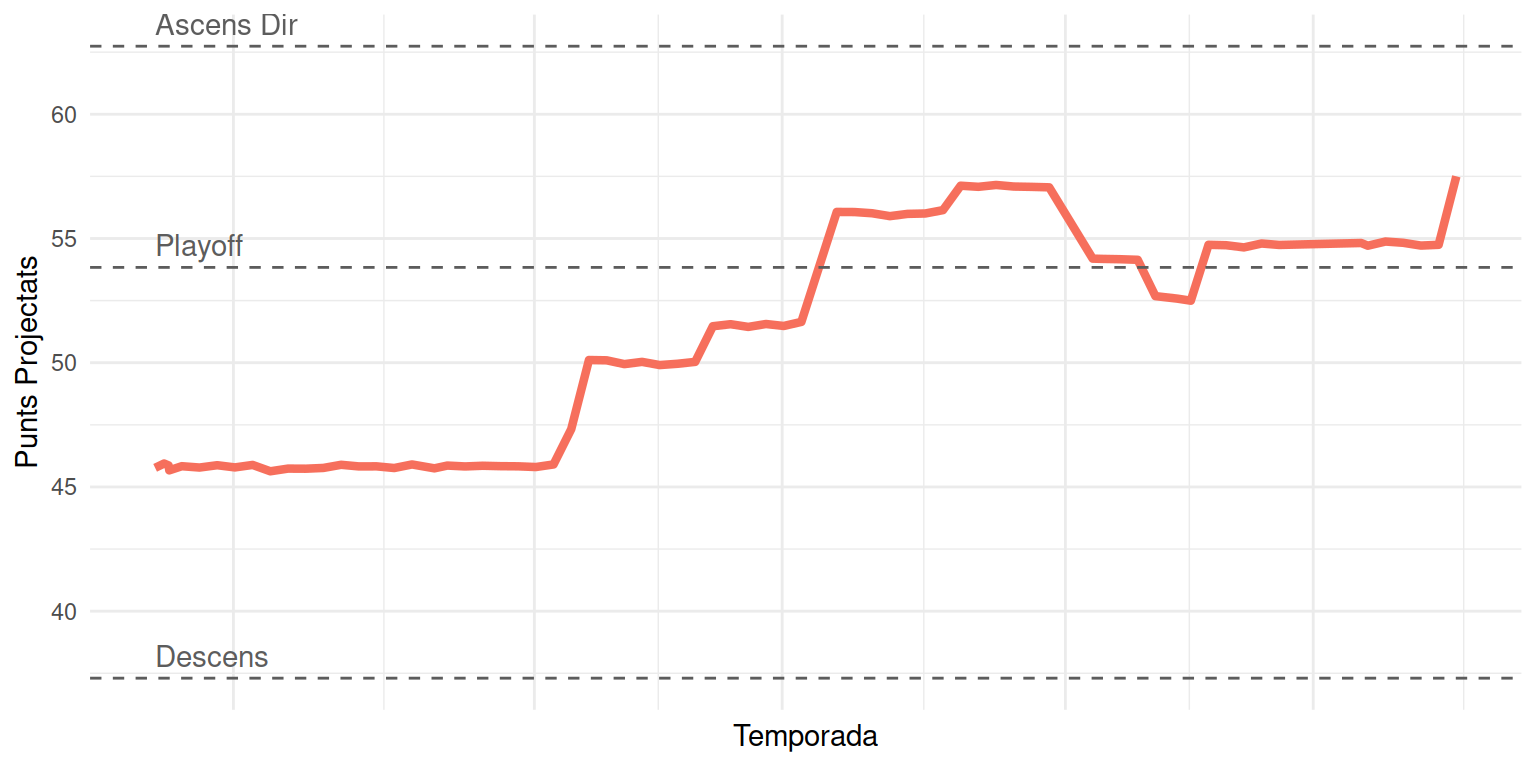 Ascens Dir
60
55
Playoff
50
45
40
Descens
Punts Projectats
Temporada